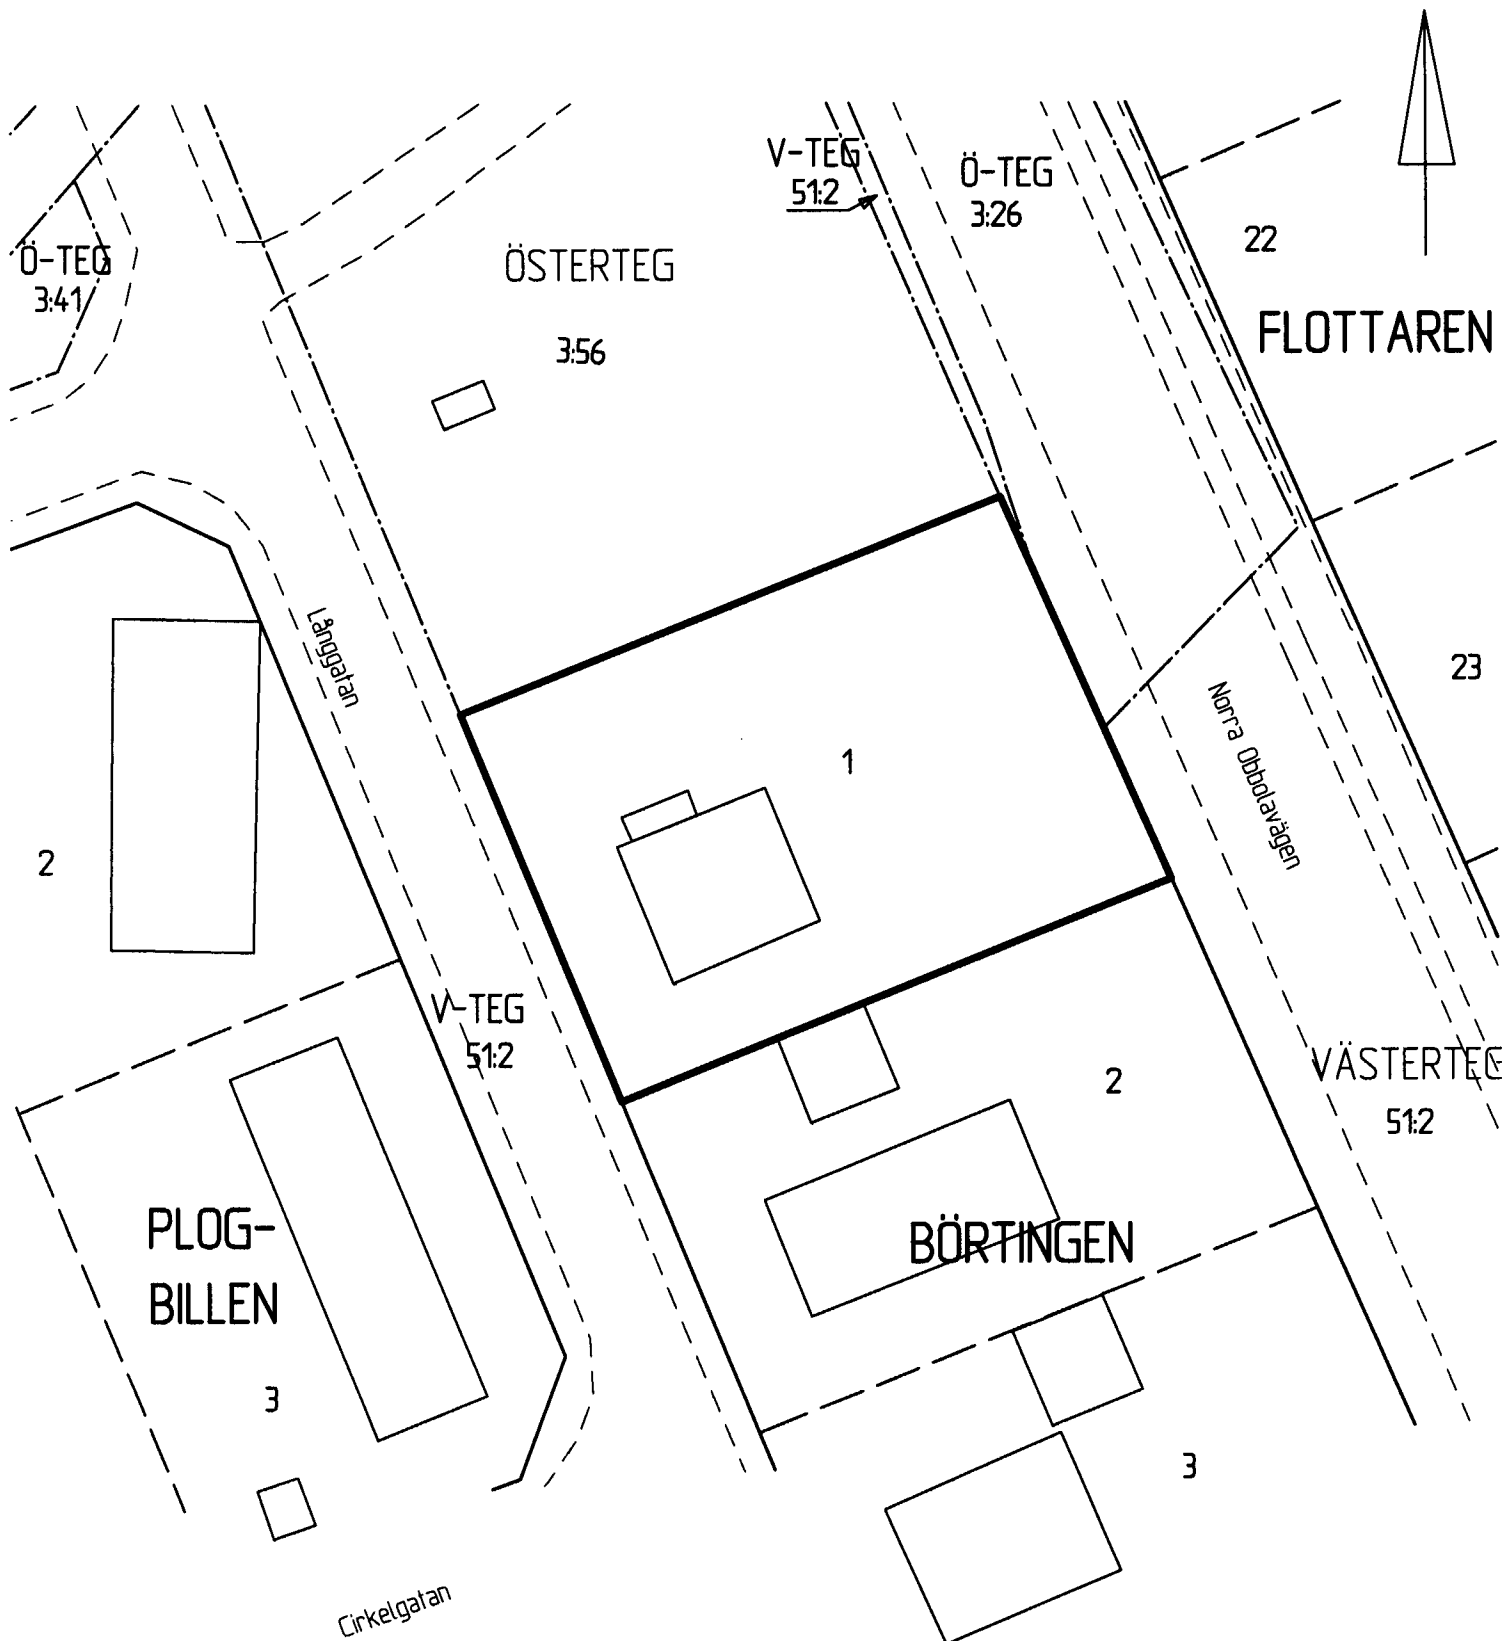 V-TEG
51:2
Ö-TEG
3:26
22
Ö-TEG
3:41
ÖSTERTEG
3:56
FLOTTAREN
Långgatan
23
Norra Obbolavägen
1
2
V-TEG
51:2
2
VÄSTERTEG
51:2
PLOG-
BILLEN
BÖRTINGEN
3
3
Cirkelgatan